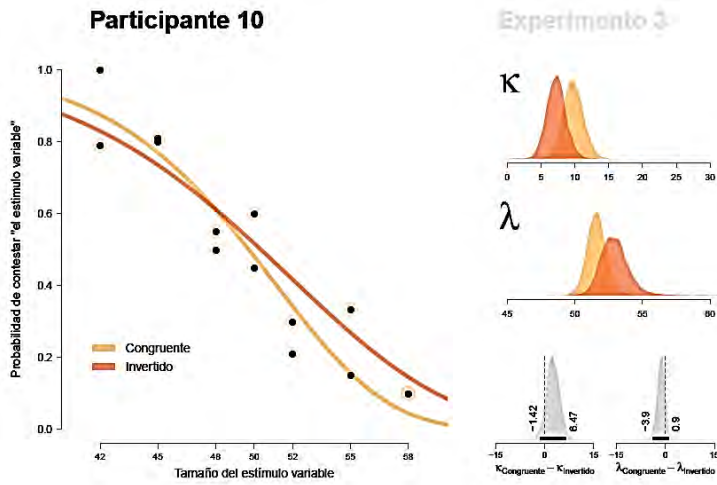 Participante 10
Experimento 3
Probabilidad de contestar "el estímulo variable"
1.0
0.8
0.6
0.4
0.2
0.0
Congruente
Invertido
42
45
48
50
52
55
58
Tamaño del estímulo variable
κ
0 5 10 15 20 25 30
λ
45 50 55 60
−1.42
6.47
−3.9
0.9
−15 0 15
−15 0 15
κCongruente − κInvertido
λCongruente − λInvertido